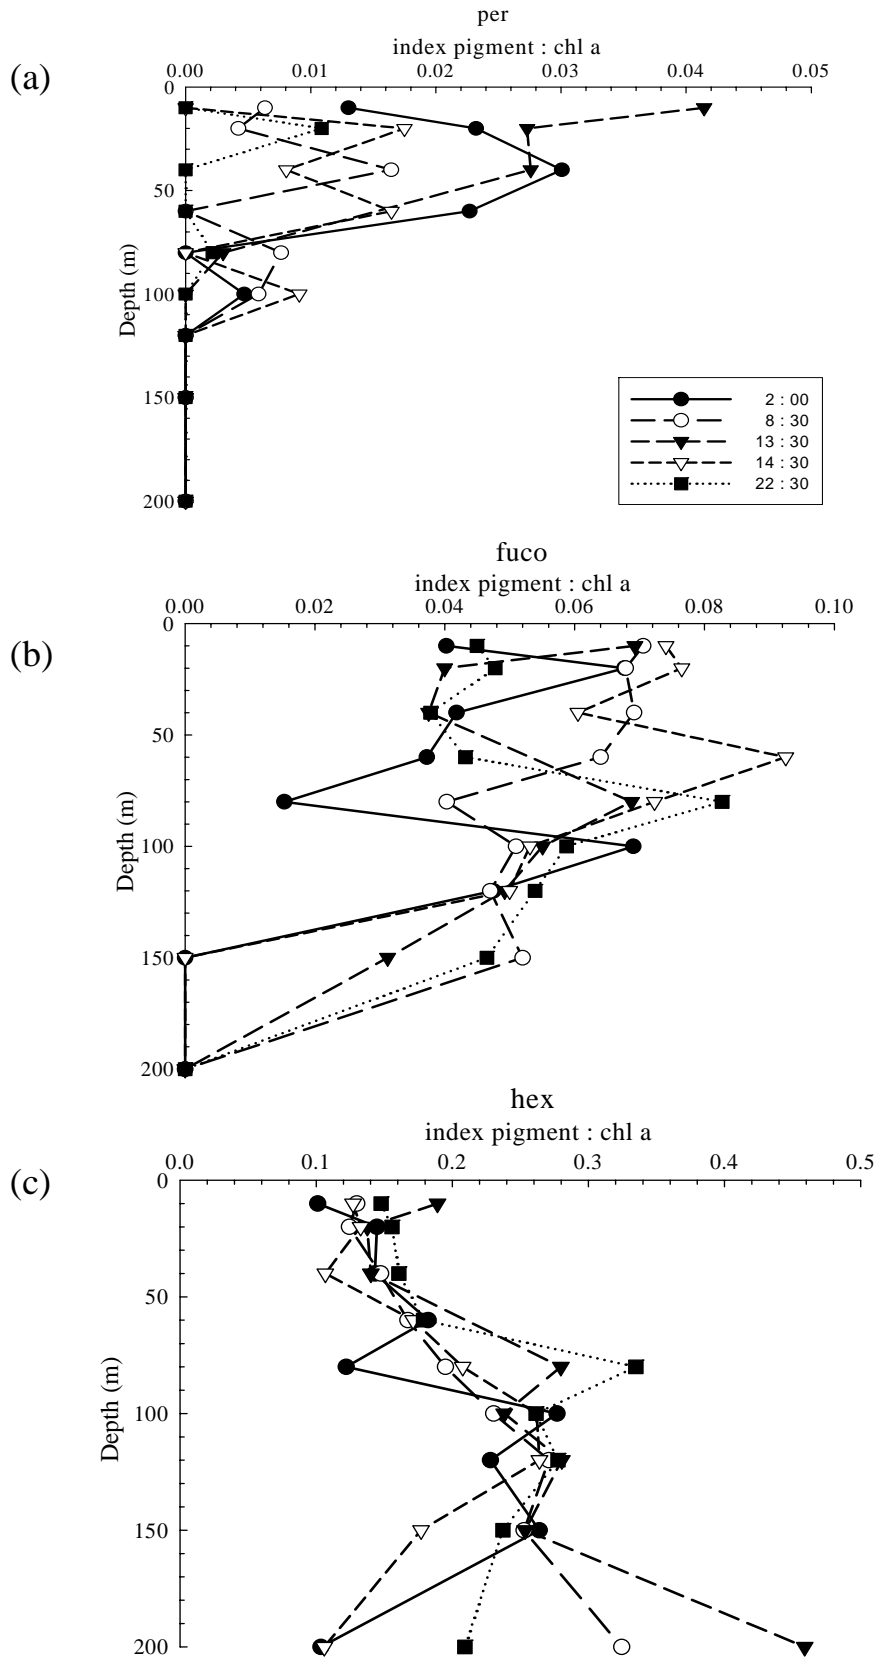 per
index pigment : chl a
(a)
0.00 0.01 0.02 0.03 0.04 0.05
0
50
100
150
200
Depth (m)
2 : 00
8 : 30
13 : 30
14 : 30
22 : 30
fuco
index pigment : chl a
0.00 0.02 0.04 0.06 0.08 0.10
(b)
0
50
100
150
200
Depth (m)
hex
index pigment : chl a
(c)
0.0 0.1 0.2 0.3 0.4 0.5
0
50
100
150
200
Depth (m)